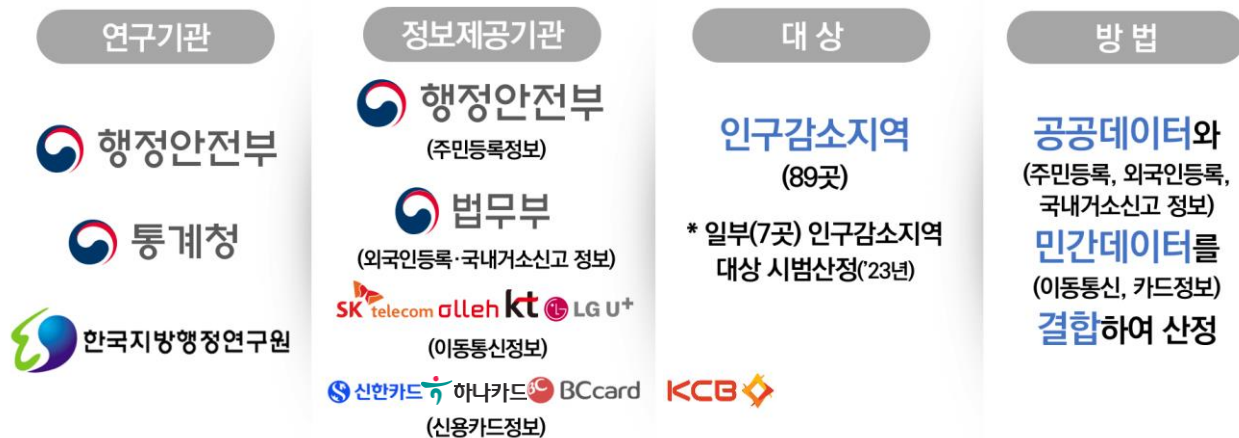 연구기관
행정안전부
통계청
한국지방행정연구원
정보제공기관
행정안전부
(주민등록정보)
법무부
(외국인등록·국내거소신고 정보)
SK telecom olleh kt LG U+
(이동통신정보)
신한카드 하나카드 BC BCcard KCB
(신용카드정보)
대 상
인구감소지역
(89곳)
* 일부(7곳) 인구감소지역
대상 시범산정('23년)
방 법
공공데이터와
(주민등록, 외국인등록,
국내거소신고 정보)
민간데이터를
(이동통신, 카드정보)
결합하여 산정